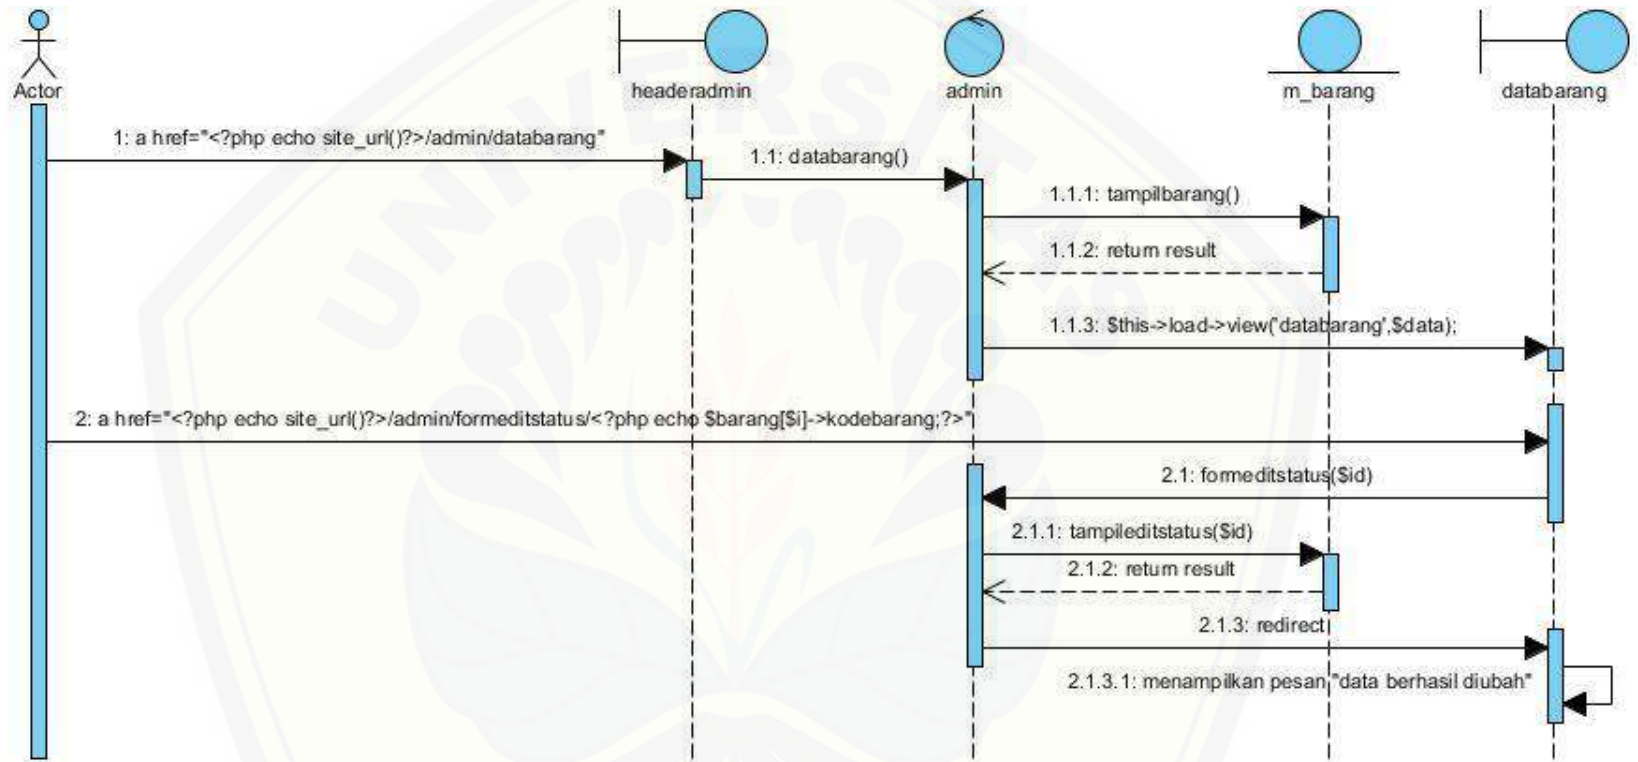 Actor
headeradmin
admin
m_barang
databarang
1: a href="<?php echo site_url()?>/admin/databarang"
1.1: databarang()
1.1.1: tampilbarang()
1.1.2: return result
1.1.3: $this->load->view('databarang',$data);
2: a href="<?php echo site_url()?>/admin/formeditstatus/<?php echo $barang[$i]->kodebarang;?>"
2.1: formeditstatus($id)
2.1.1: tampileditstatus($id)
2.1.2: return result
2.1.3: redirect
2.1.3.1: menampilkan pesan "data berhasil diubah"
UNIVERSITAS